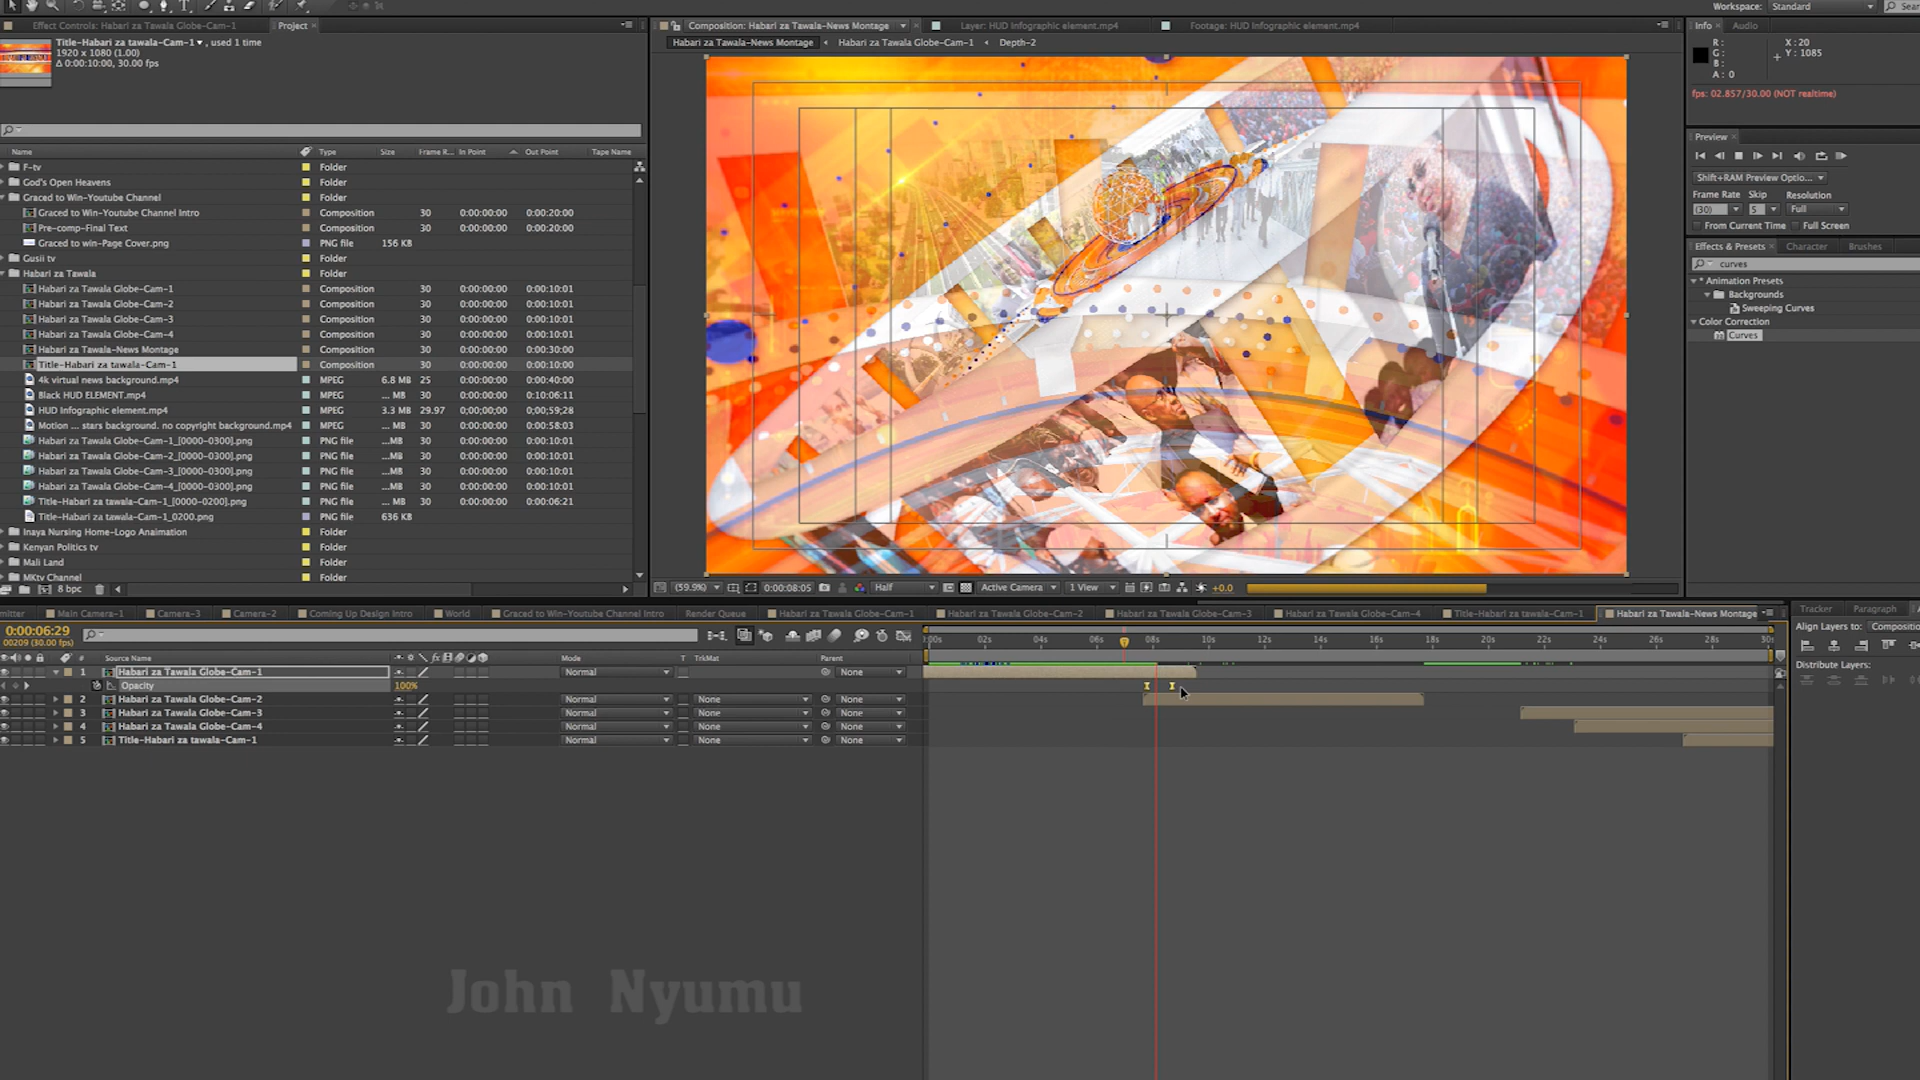 Workspace: Standard Sear
Effect Controls: Habari za Tawala Globe-Cam-1
Project
Title-Habari za tawala-Cam-1 , used 1 time
1920 x 1080 (1.00)
Δ 0:00:10:00, 30.00 fps
Name Type Size Frame R... In Point Out Point Tape Name
F-tv Folder
God's Open Heavens Folder
Graced to Win-Youtube Channel Folder
Graced to Win-Youtube Channel Intro Composition 30 0:00:00:00 0:00:20:00
Pre-comp-Final Text Composition 30 0:00:00:00 0:00:20:00
Graced to win-Page Cover.png PNG file 156 KB
Gusii tv Folder
Habari za Tawala Folder
Habari za Tawala Globe-Cam-1 Composition 30 0:00:00:00 0:00:10:01
Habari za Tawala Globe-Cam-2 Composition 30 0:00:00:00 0:00:10:01
Habari za Tawala Globe-Cam-3 Composition 30 0:00:00:00 0:00:10:01
Habari za Tawala Globe-Cam-4 Composition 30 0:00:00:00 0:00:10:01
Habari za Tawala-News Montage Composition 30 0:00:00:00 0:00:30:00
Title-Habari za tawala-Cam-1 Composition 30 0:00:00:00 0:00:10:00
4k virtual news background.mp4 MPEG 6.8 MB 25 0:00:00:00 0:00:40:00
Black HUD ELEMENT.mp4 MPEG ... MB 30 0:00:00:00 0:10:06:11
HUD Infographic element.mp4 MPEG 3.3 MB 29.97 0;00;00;00 0;00;59;28
Motion ... stars background. no copyright background.mp4 MPEG ... MB 30 0:00:00:00 0:00:58:03
Habari za Tawala Globe-Cam-1_[0000-0300].png PNG file ...MB 30 0:00:00:00 0:00:10:01
Habari za Tawala Globe-Cam-2_[0000-0300].png PNG file ...MB 30 0:00:00:00 0:00:10:01
Habari za Tawala Globe-Cam-3_[0000-0300].png PNG file ...MB 30 0:00:00:00 0:00:10:01
Habari za Tawala Globe-Cam-4_[0000-0300].png PNG file ...MB 30 0:00:00:00 0:00:10:01
Title-Habari za tawala-Cam-1_[0000-0200].png PNG file ... MB 30 0:00:00:00 0:00:06:21
Title-Habari za tawala-Cam-1_0200.png PNG file 636 KB
Inaya Nursing Home-Logo Anaimation Folder
Kenyan Politics tv Folder
Mali Land Folder
MKtv Channel Folder
8 bpc
Composition: Habari za Tawala-News Montage
Layer: HUD Infographic element.mp4
Footage: HUD Infographic element.mp4
Habari za Tawala-News Montage Habari za Tawala Globe-Cam-1 Depth-2
(59.9%) 0:00:08:05 Half Active Camera 1 View +0.0
Info Audio
R: X: 20
G: Y: 1085
B:
A: 0
fps: 02.857/30.00 (NOT realtime)
Preview
Shift+RAM Preview Optio...
Frame Rate Skip Resolution
(30) 5 Full
From Current Time Full Screen
Effects & Presets Character Brushes
curves
* Animation Presets
Backgrounds
Sweeping Curves
Color Correction
Curves
mitter Main Camera-1 Camera-3 Camera-2 Coming Up Design Intro World Graced to Win-Youtube Channel Intro Render Queue Habari za Tawala Globe-Cam-1 Habari za Tawala Globe-Cam-2 Habari za Tawala Globe-Cam-3 Habari za Tawala Globe-Cam-4 Title-Habari za tawala-Cam-1 Habari za Tawala-News Montage
0:00:06:29
00209 (30.00 fps)
:00s 02s 04s 06s 08s 10s 12s 14s 16s 18s 20s 22s 24s 26s 28s 30s
# Source Name fx Mode T TrkMat Parent
1 Habari za Tawala Globe-Cam-1 Normal None
Opacity 100%
2 Habari za Tawala Globe-Cam-2 Normal None None
3 Habari za Tawala Globe-Cam-3 Normal None None
4 Habari za Tawala Globe-Cam-4 Normal None None
5 Title-Habari za tawala-Cam-1 Normal None None
Tracker Paragraph
Align Layers to: Compositio
Distribute Layers:
John Nyumu